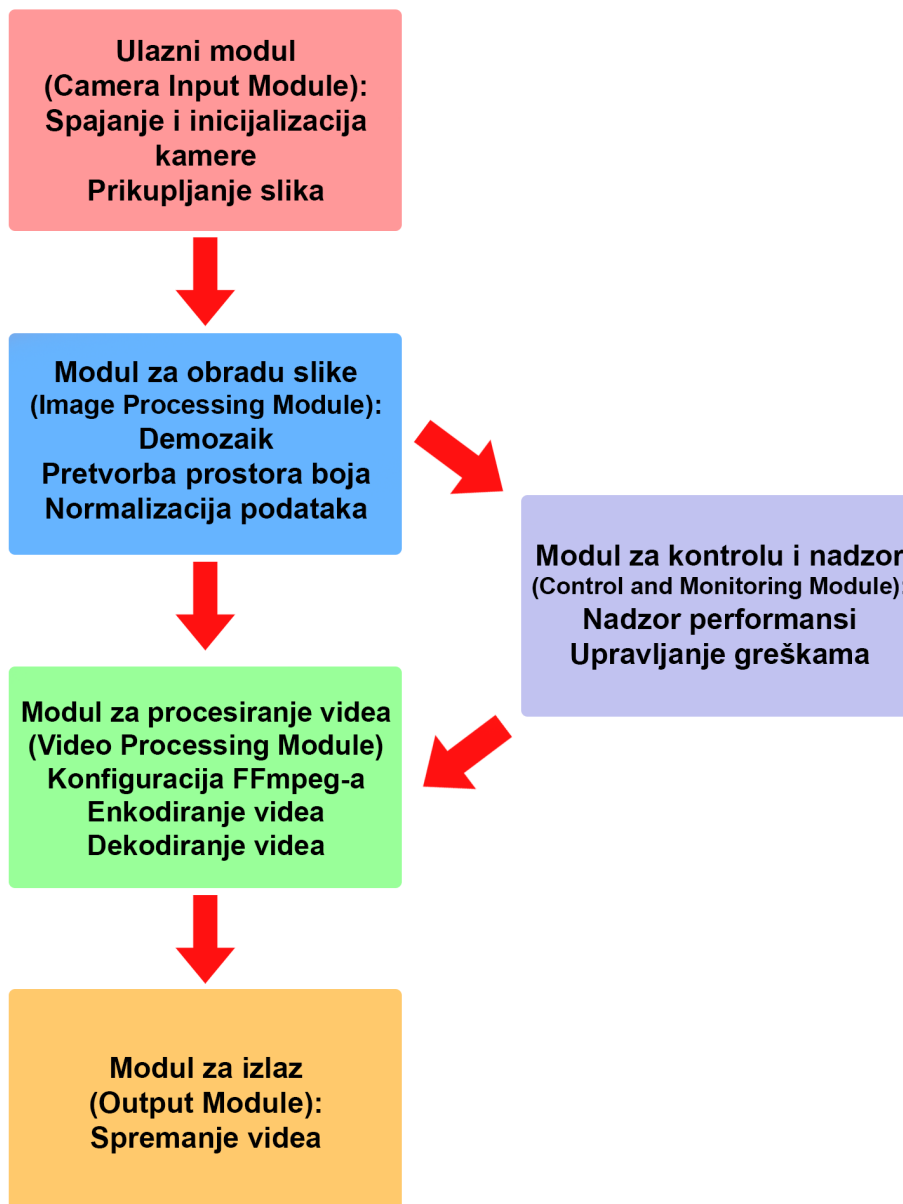 Ulazni modul
(Camera Input Module):
Spajanje i inicijalizacija
kamere
Prikupljanje slika
Modul za obradu slike
(Image Processing Module):
Demozaik
Pretvorba prostora boja
Normalizacija podataka
Modul za kontrolu i nadzor
(Control and Monitoring Module):
Nadzor performansi
Upravljanje greškama
Modul za procesiranje videa
(Video Processing Module)
Konfiguracija FFmpeg-a
Enkodiranje videa
Dekodiranje videa
Modul za izlaz
(Output Module):
Spremanje videa